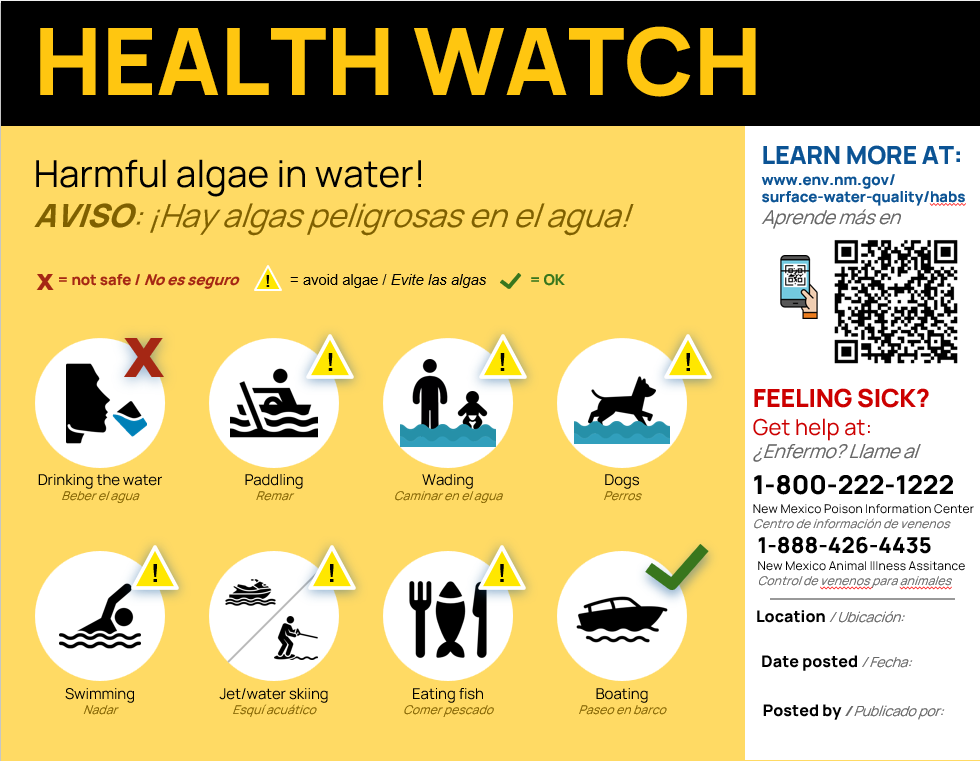 HEALTH WATCH
Harmful algae in water!
AVISO: ¡Hay algas peligrosas en el agua!
X = not safe / No es seguro ! = avoid algae / Evite las algas ✓ = OK
X ! ! !
Drinking the water Paddling Wading Dogs
Beber el agua Remar Caminar en el agua Perros
! ! ! ✓
Swimming Jet/water skiing Eating fish Boating
Nadar Esquí acuático Comer pescado Paseo en barco
LEARN MORE AT:
www.env.nm.gov/
surface-water-quality/habs
Aprende más en
FEELING SICK?
Get help at:
¿Enfermo? Llame al
1-800-222-1222
New Mexico Poison Information Center
Centro de información de venenos
1-888-426-4435
New Mexico Animal Illness Assitance
Control de venenos para animales
Location / Ubicación:
Date posted / Fecha:
Posted by / Publicado por: